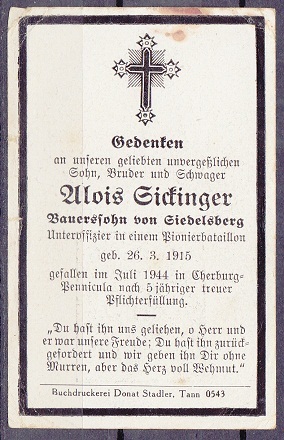 Gedenken
an unseren geliebten unvergeßlichen
Sohn, Bruder und Schwager
Alois Sickinger
Bauerssohn von Siedelsberg
Unteroffizier in einem Pionierbataillon
geb. 26. 3. 1915
gefallen im Juli 1944 in Cherburg-
Pennicula nach 5 jähriger treuer
Pflichterfüllung.
„Du hast ihn uns geliehen, o Herr und
er war unsere Freude; Du hast ihn zurück-
gefordert und wir geben ihn Dir ohne
Murren, aber das Herz voll Wehmut.“
Buchdruckerei Donat Stadler, Tann 0543